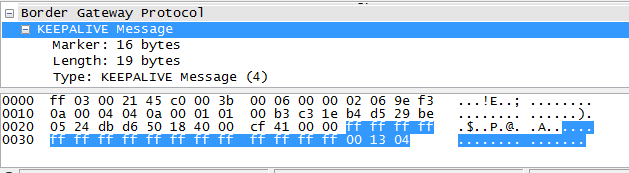 Border Gateway Protocol
KEEPALIVE Message
Marker: 16 bytes
Length: 19 bytes
Type: KEEPALIVE Message (4)
0000 ff 03 00 21 45 c0 00 3b 00 06 00 00 02 06 9e f3 ...!E..; ........
0010 0a 00 04 04 0a 00 01 01 00 b3 c3 1e b4 d5 29 be ........ ......).
0020 05 24 db d6 50 18 40 00 cf 41 00 00 ff ff ff ff .$..P.@. .A......
0030 ff ff ff ff ff ff ff ff ff ff ff ff 00 13 04 ........ .......